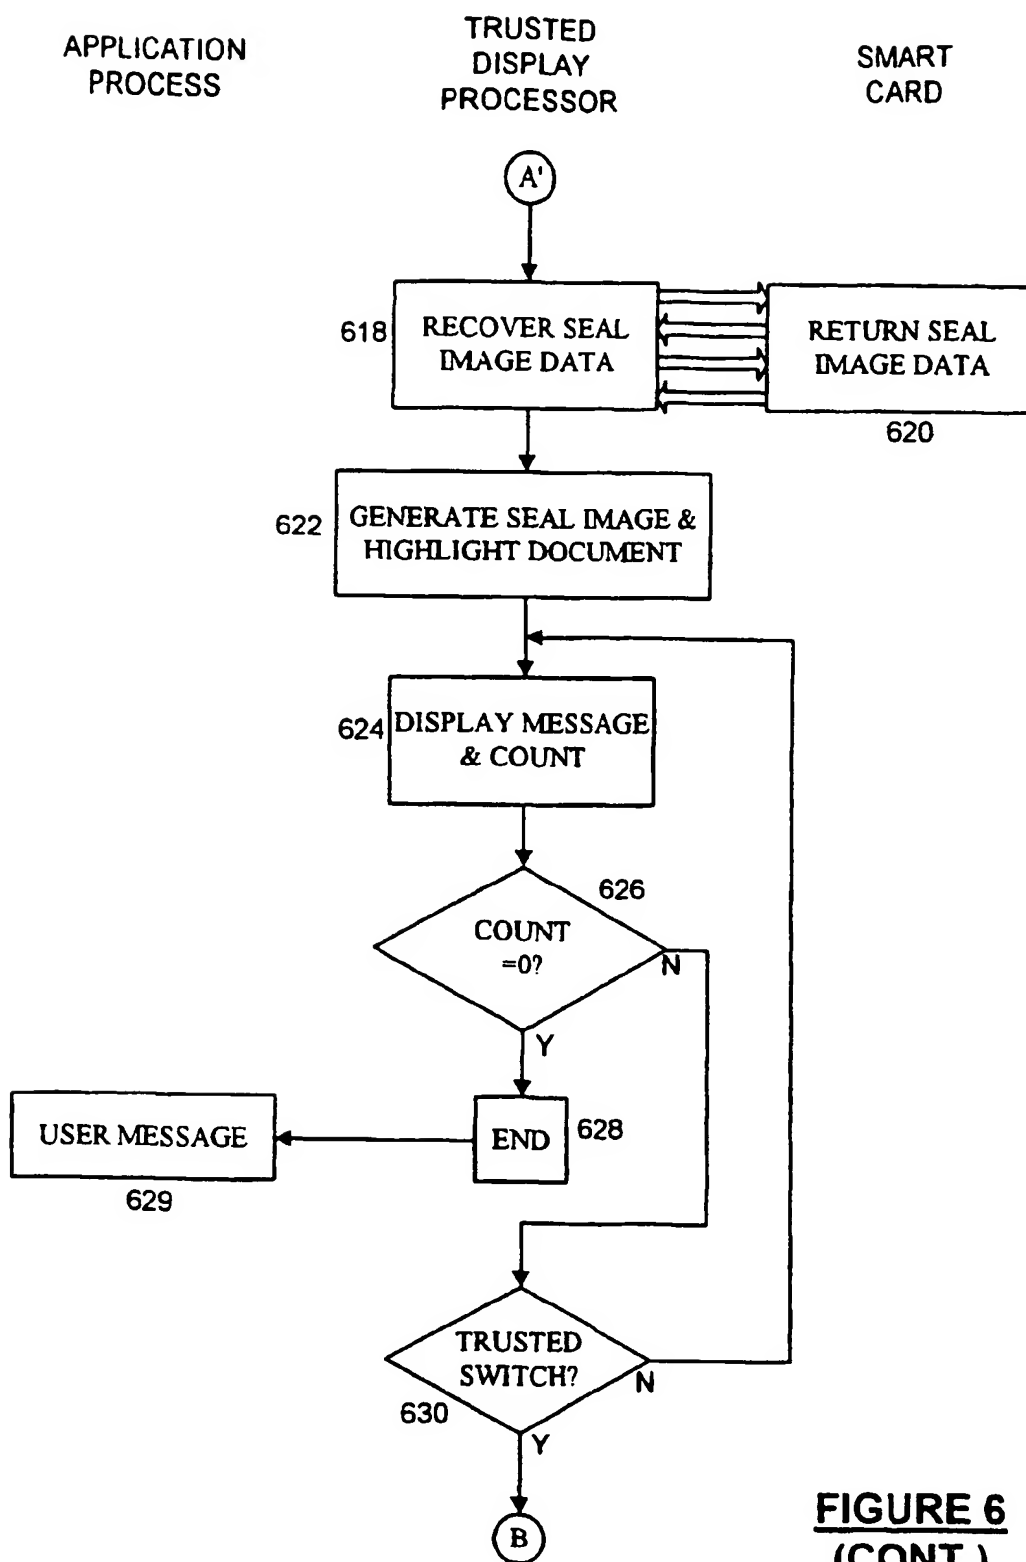 APPLICATION
PROCESS
TRUSTED
DISPLAY
PROCESSOR
SMART
CARD
A'
618
RECOVER SEAL
IMAGE DATA
RETURN SEAL
IMAGE DATA
620
622
GENERATE SEAL IMAGE &
HIGHLIGHT DOCUMENT
624
DISPLAY MESSAGE
& COUNT
626
COUNT
=0?
N
Y
USER MESSAGE
629
END
628
TRUSTED
SWITCH?
N
630
Y
B
FIGURE 6
(CONT.)